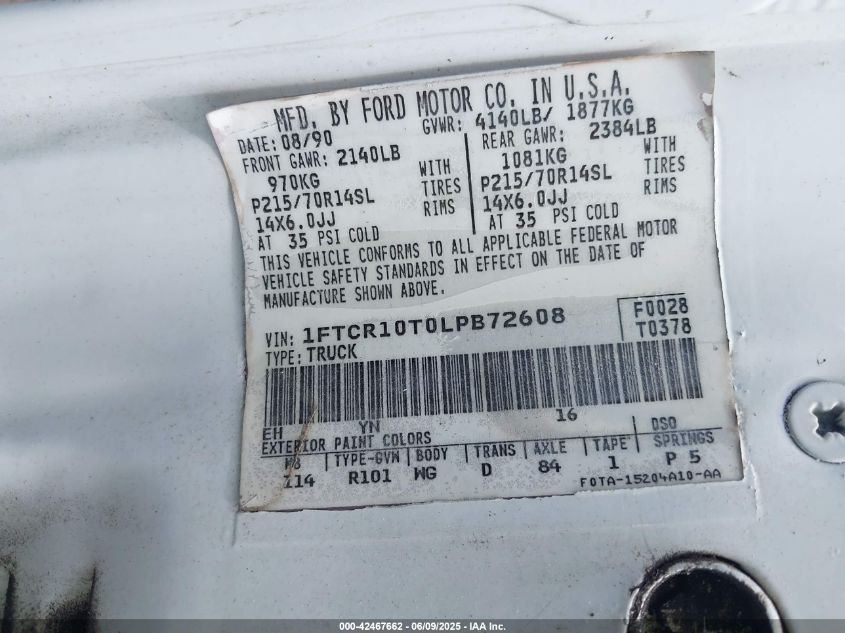 MFD. BY FORD MOTOR CO. IN U.S.A.
DATE: 08/90 GVWR: 4140LB/ 1877KG
FRONT GAWR: 2140LB REAR GAWR: 2384LB
970KG WITH 1081KG WITH
P215/70R14SL TIRES P215/70R14SL TIRES
14X6.0JJ RIMS 14X6.0JJ RIMS
AT 35 PSI COLD AT 35 PSI COLD
THIS VEHICLE CONFORMS TO ALL APPLICABLE FEDERAL MOTOR
VEHICLE SAFETY STANDARDS IN EFFECT ON THE DATE OF
MANUFACTURE SHOWN ABOVE.
VIN: 1FTCR10T0LPB72608 F0028
TYPE: TRUCK T0378
EH YN 16
EXTERIOR PAINT COLORS DSO
WB TYPE-GVW BODY TRANS AXLE TAPE SPRINGS
114 R101 WG D 84 1 P 5
F0TA-15204A10-AA
000-42467662 - 06/09/2025 - IAA Inc.